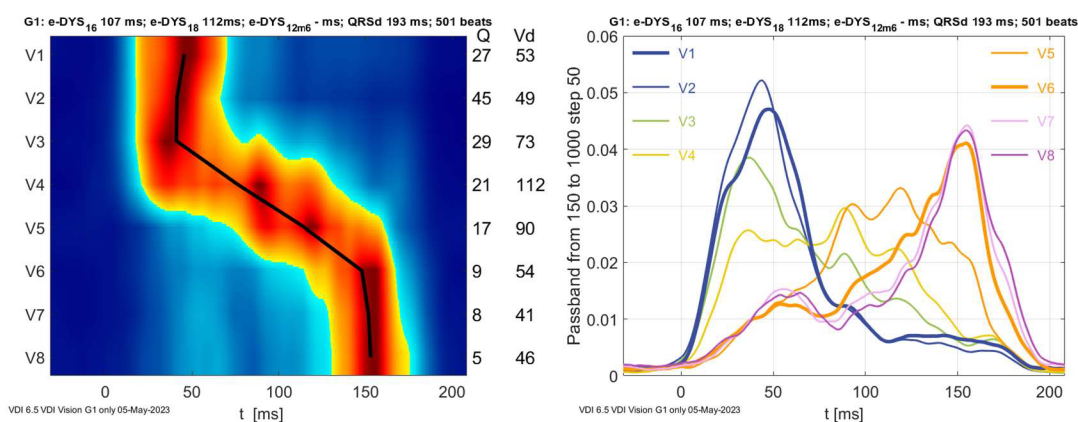 G1: e-DYS16 107 ms; e-DYS18 112ms; e-DYS12m6 - ms; QRSd 193 ms; 501 beats
Q Vd
V1 27 53
V2 45 49
V3 29 73
V4 21 112
V5 17 90
V6 9 54
V7 8 41
V8 5 46
0 50 100 150 200
t [ms]
VDI 6.5 VDI Vision G1 only 05-May-2023
G1: e-DYS16 107 ms; e-DYS18 112ms; e-DYS12m6 - ms; QRSd 193 ms; 501 beats
Passband from 150 to 1000 step 50
0.06
0.05
0.04
0.03
0.02
0.01
0
V1 V5
V2 V6
V3 V7
V4 V8
0 50 100 150 200
t [ms]
VDI 6.5 VDI Vision G1 only 05-May-2023